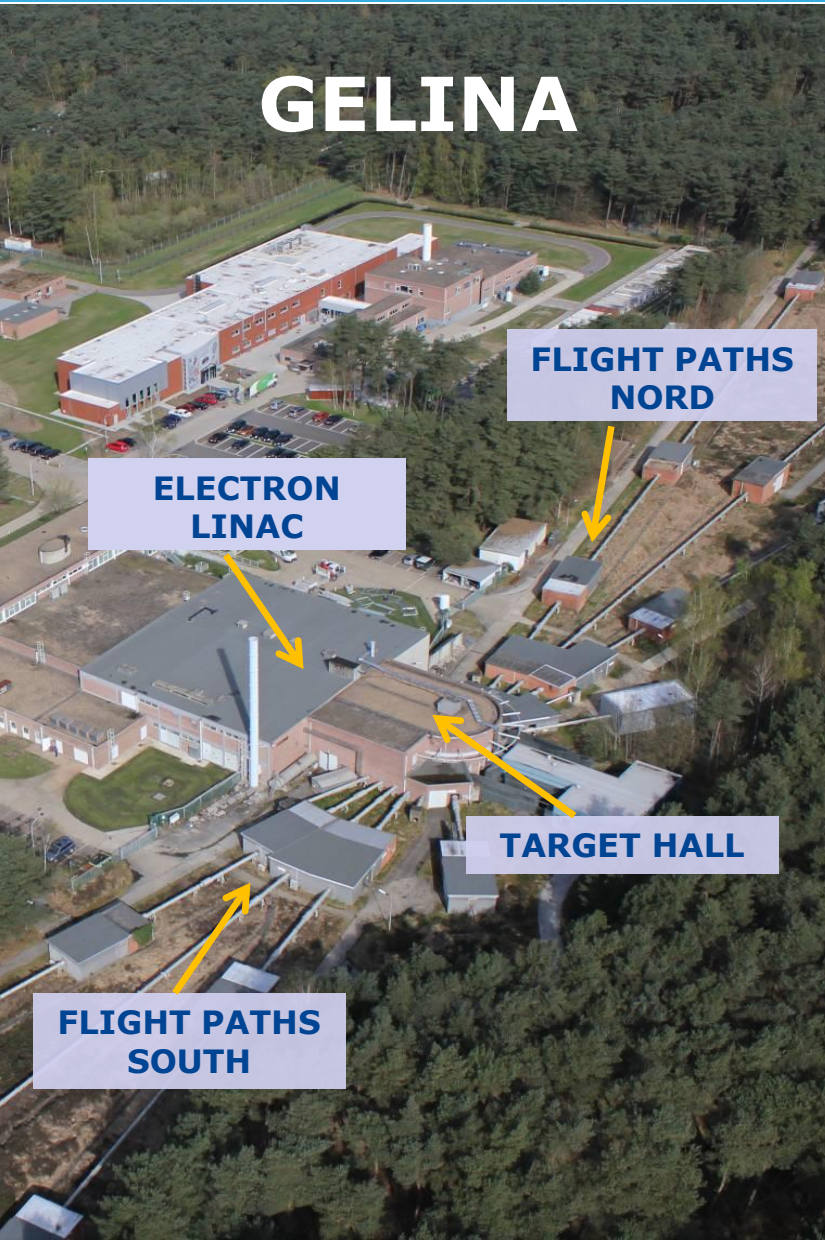 GELINA
FLIGHT PATHS
NORD
ELECTRON
LINAC
TARGET HALL
FLIGHT PATHS
SOUTH